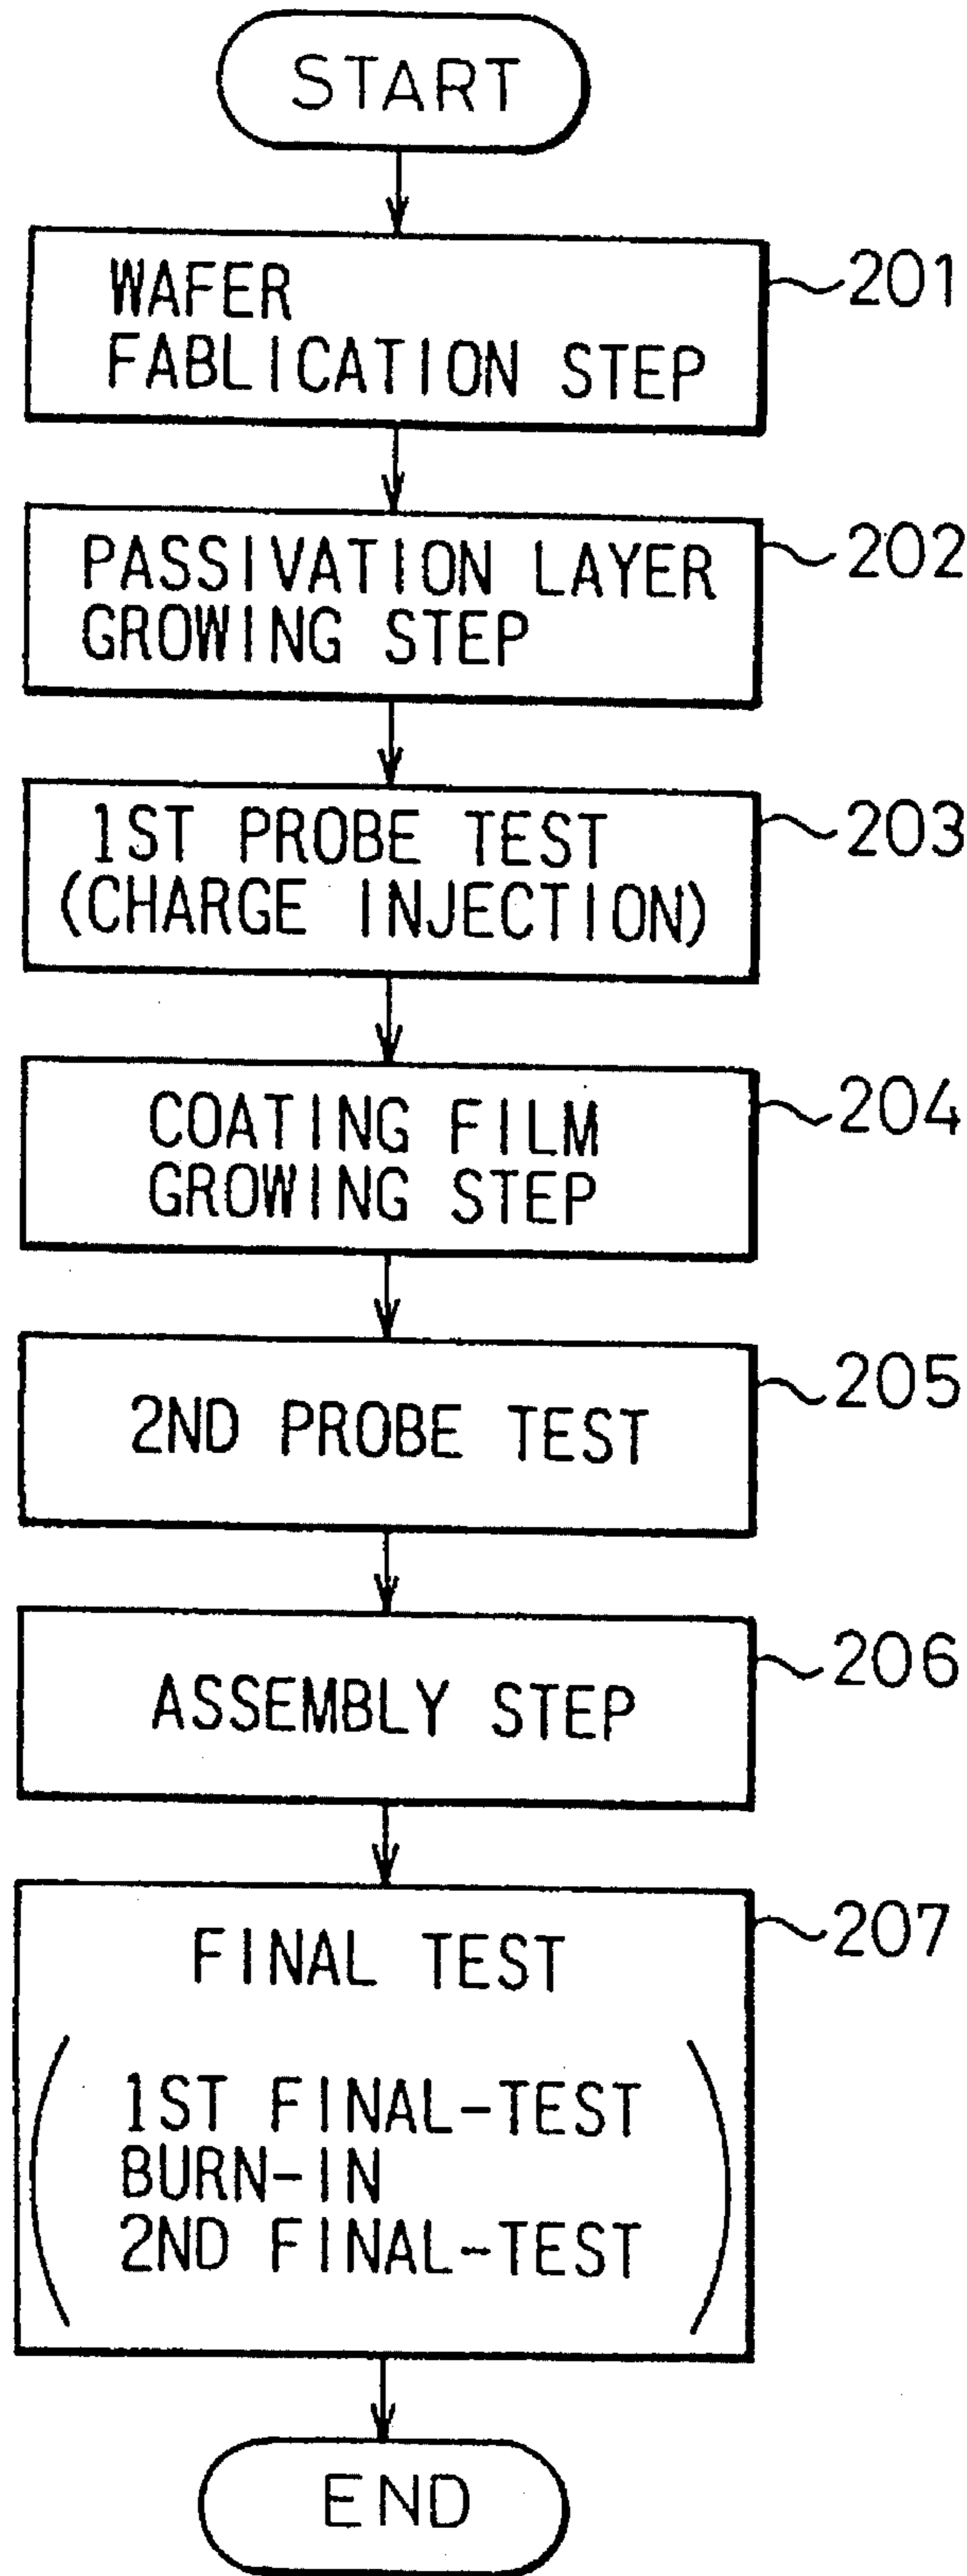 START
WAFER
FABLICATION STEP
201
PASSIVATION LAYER
GROWING STEP
202
1ST PROBE TEST
(CHARGE INJECTION)
203
COATING FILM
GROWING STEP
204
2ND PROBE TEST
205
ASSEMBLY STEP
206
FINAL TEST
207
(1ST FINAL-TEST
BURN-IN
2ND FINAL-TEST)
END